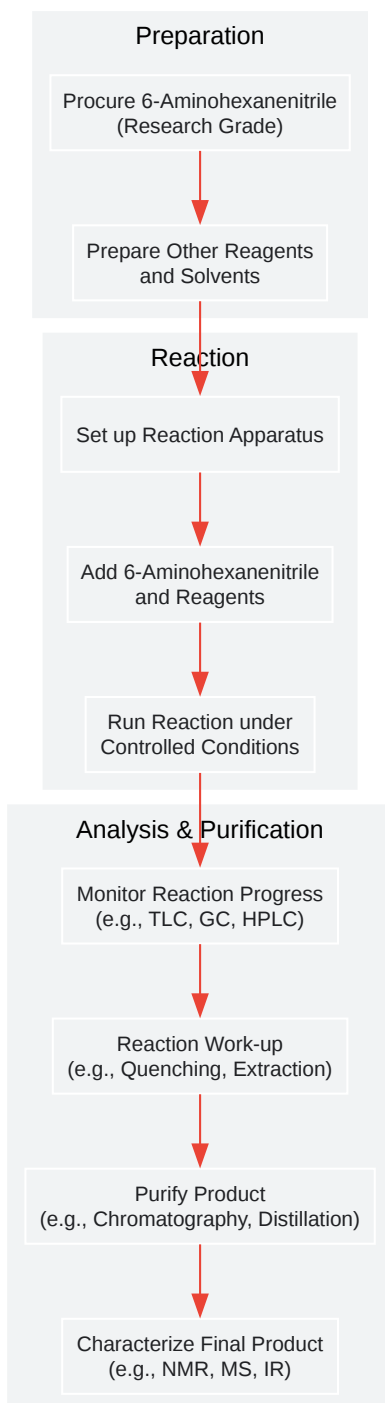 Preparation
Procure 6-Aminohexanenitrile
(Research Grade)
Prepare Other Reagents
and Solvents
Reaction
Set up Reaction Apparatus
Add 6-Aminohexanenitrile
and Reagents
Run Reaction under
Controlled Conditions
Analysis & Purification
Monitor Reaction Progress
(e.g., TLC, GC, HPLC)
Reaction Work-up
(e.g., Quenching, Extraction)
Purify Product
(e.g., Chromatography, Distillation)
Characterize Final Product
(e.g., NMR, MS, IR)